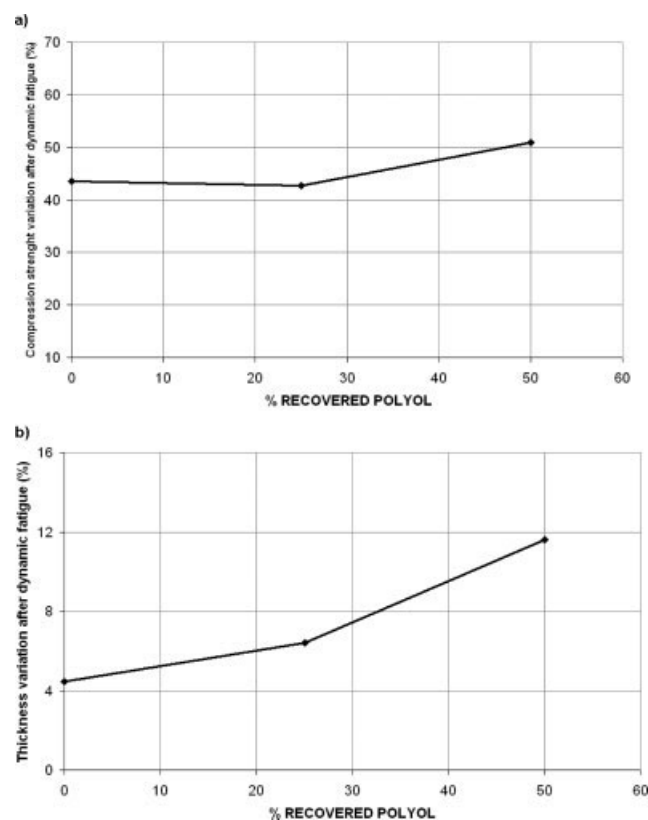 a)
Compression strenght variation after dynamic fatigue (%)
70
60
50
40
30
20
10
0 10 20 30 40 50 60
% RECOVERED POLYOL
b)
Thickness variation after dynamic fatigue (%)
16
12
8
4
0
0 10 20 30 40 50 60
% RECOVERED POLYOL